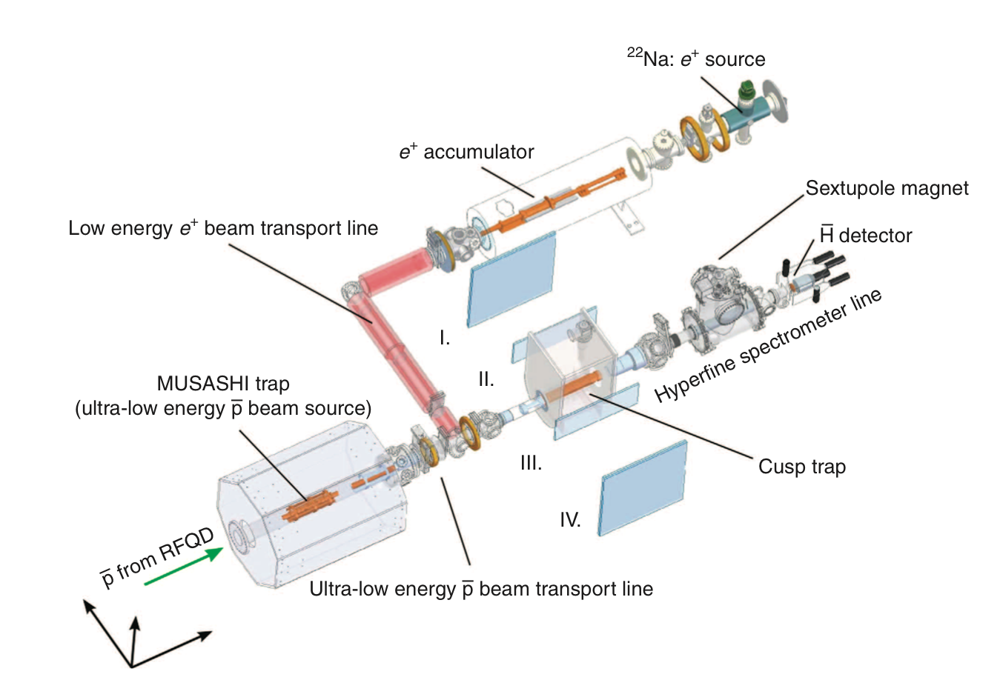 ²²Na: e⁺ source
e⁺ accumulator
Sextupole magnet
Low energy e⁺ beam transport line
H̅ detector
Hyperfine spectrometer line
I.
MUSASHI trap
(ultra-low energy p̅ beam source)
II.
III.
Cusp trap
IV.
p̅ from RFQD
Ultra-low energy p̅ beam transport line